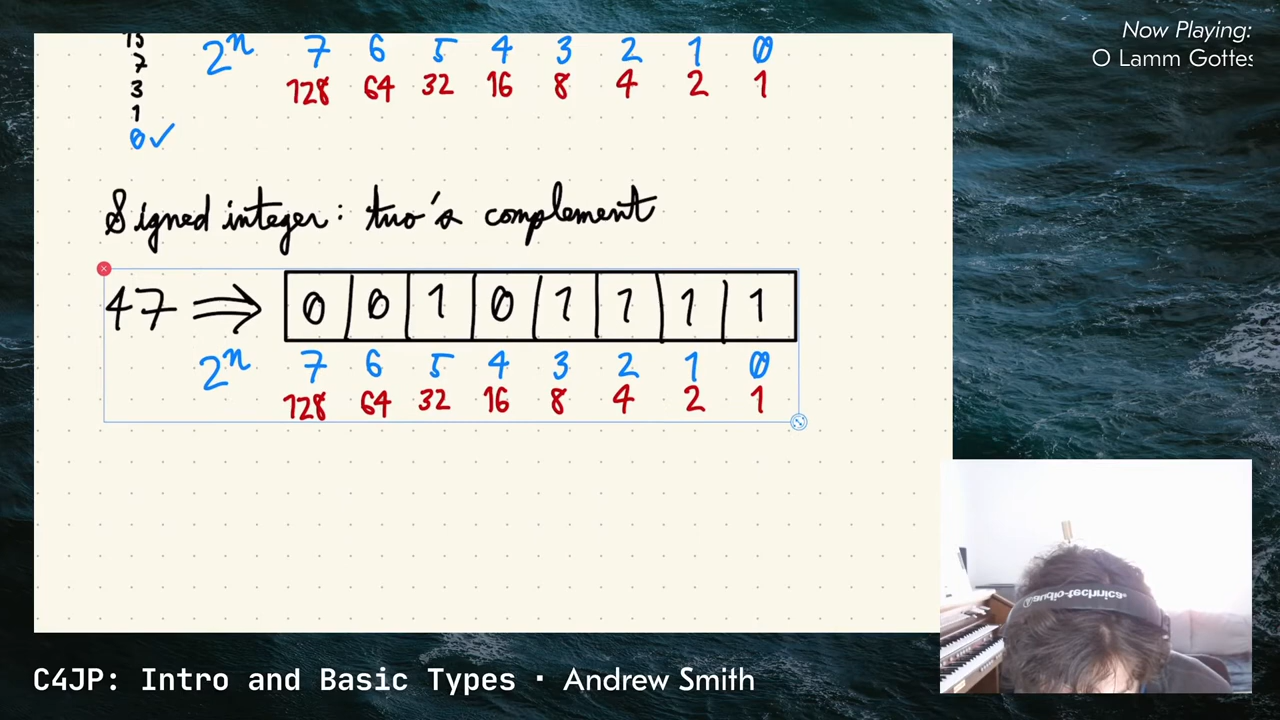 Now Playing:
O Lamm Gottes
15
7
3
1
0✓
2ⁿ 7 6 5 4 3 2 1 0
128 64 32 16 8 4 2 1
Signed integer: two's complement
47 ⇒ 0 0 1 0 1 1 1 1
2ⁿ 7 6 5 4 3 2 1 0
128 64 32 16 8 4 2 1
audio-technica
C4JP: Intro and Basic Types · Andrew Smith